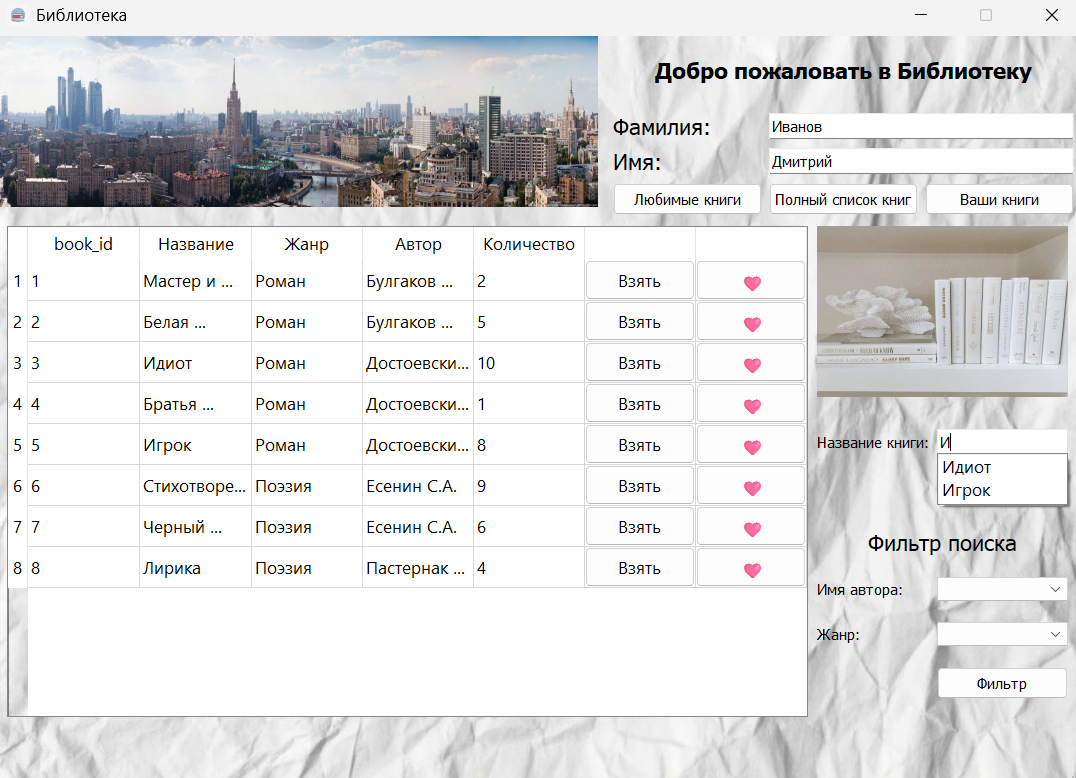 Библиотека
Добро пожаловать в Библиотеку
Фамилия: Иванов
Имя: Дмитрий
Любимые книги Полный список книг Ваши книги
book_id Название Жанр Автор Количество
1 1 Мастер и ... Роман Булгаков ... 2 Взять
2 2 Белая ... Роман Булгаков ... 5 Взять
3 3 Идиот Роман Достоевски... 10 Взять
4 4 Братья ... Роман Достоевски... 1 Взять
5 5 Игрок Роман Достоевски... 8 Взять
6 6 Стихотворе... Поэзия Есенин С.А. 9 Взять
7 7 Черный ... Поэзия Есенин С.А. 6 Взять
8 8 Лирика Поэзия Пастернак ... 4 Взять
Название книги: И
Идиот
Игрок
Фильтр поиска
Имя автора:
Жанр:
Фильтр